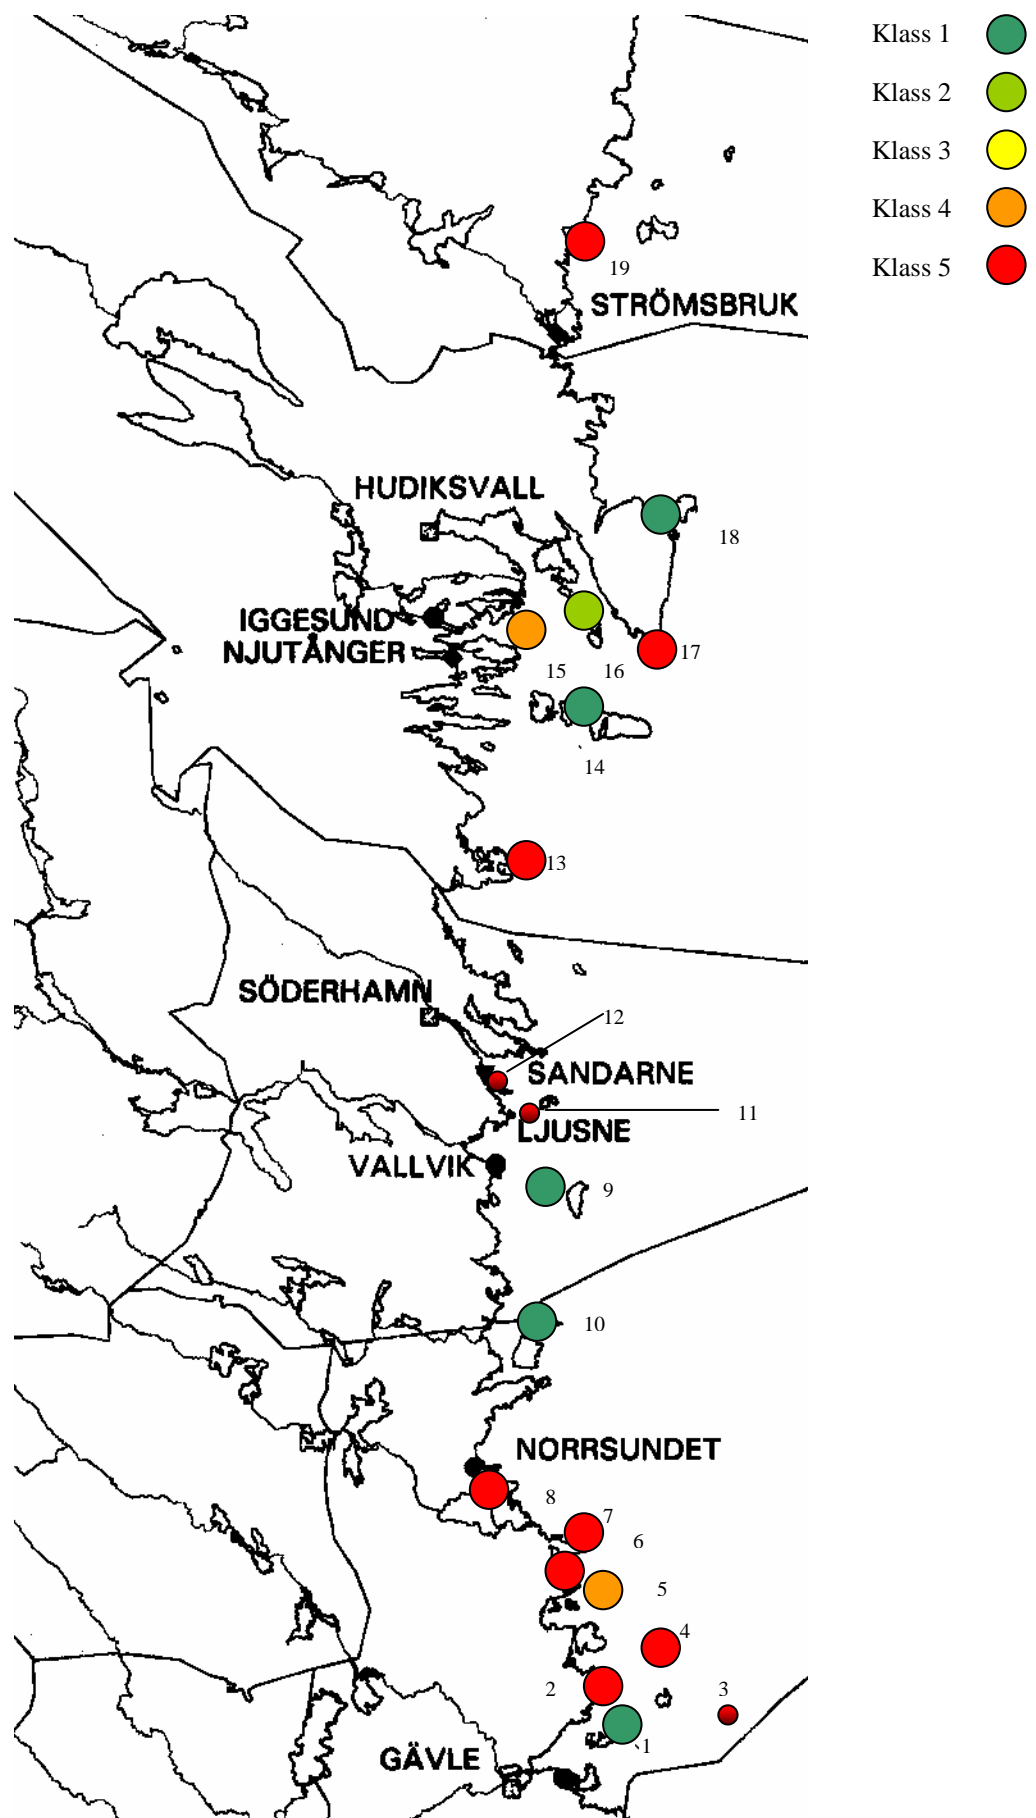 Klass 1
Klass 2
Klass 3
Klass 4
Klass 5
19
STRÖMSBRUK
HUDIKSVALL
18
IGGESUND
NJUTÅNGER
15
16
17
14
13
SÖDERHAMN
12
SANDARNE
11
LJUSNE
VALLVIK
9
10
NORRSUNDET
8
7
6
5
4
2
3
1
GÄVLE